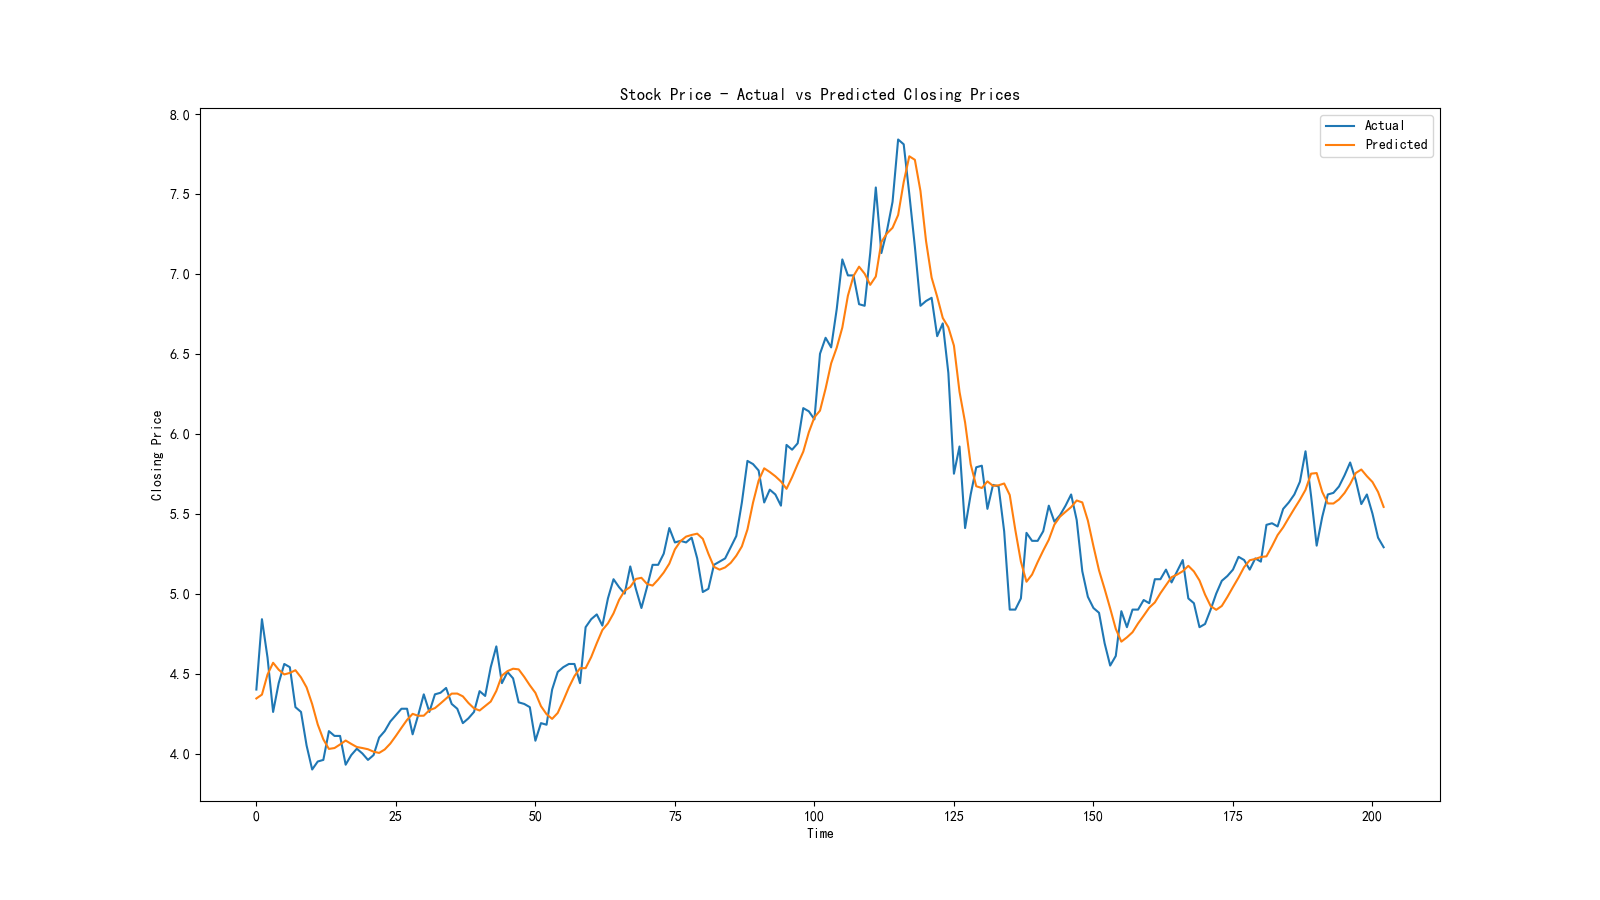 Stock Price - Actual vs Predicted Closing Prices
Actual
Predicted
8.0
7.5
7.0
6.5
6.0
5.5
5.0
4.5
4.0
Closing Price
0 25 50 75 100 125 150 175 200
Time